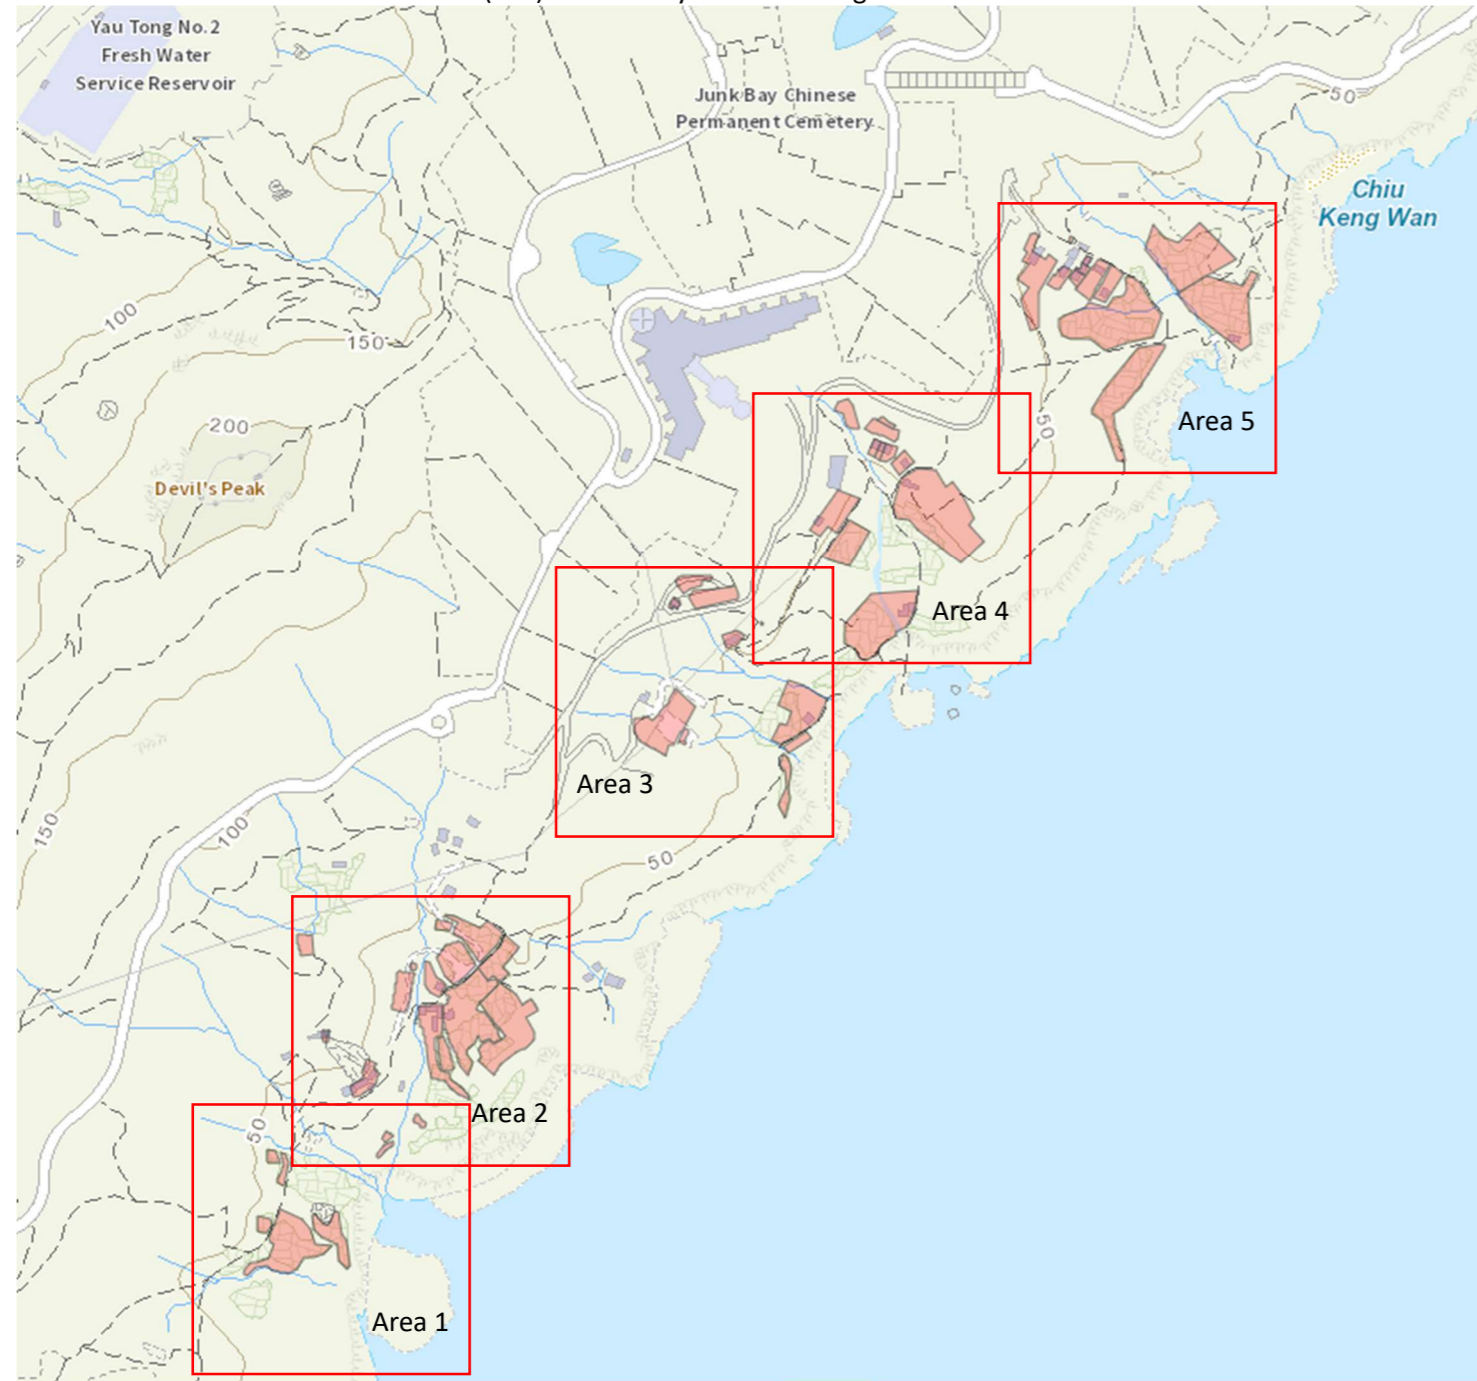 Yau Tong No.2
Fresh Water
Service Reservoir
Junk Bay Chinese
Permanent Cemetery
50
Chiu
Keng Wan
100
150
200
Devil's Peak
Area 5
50
Area 4
Area 3
150
100
50
Area 2
50
Area 1